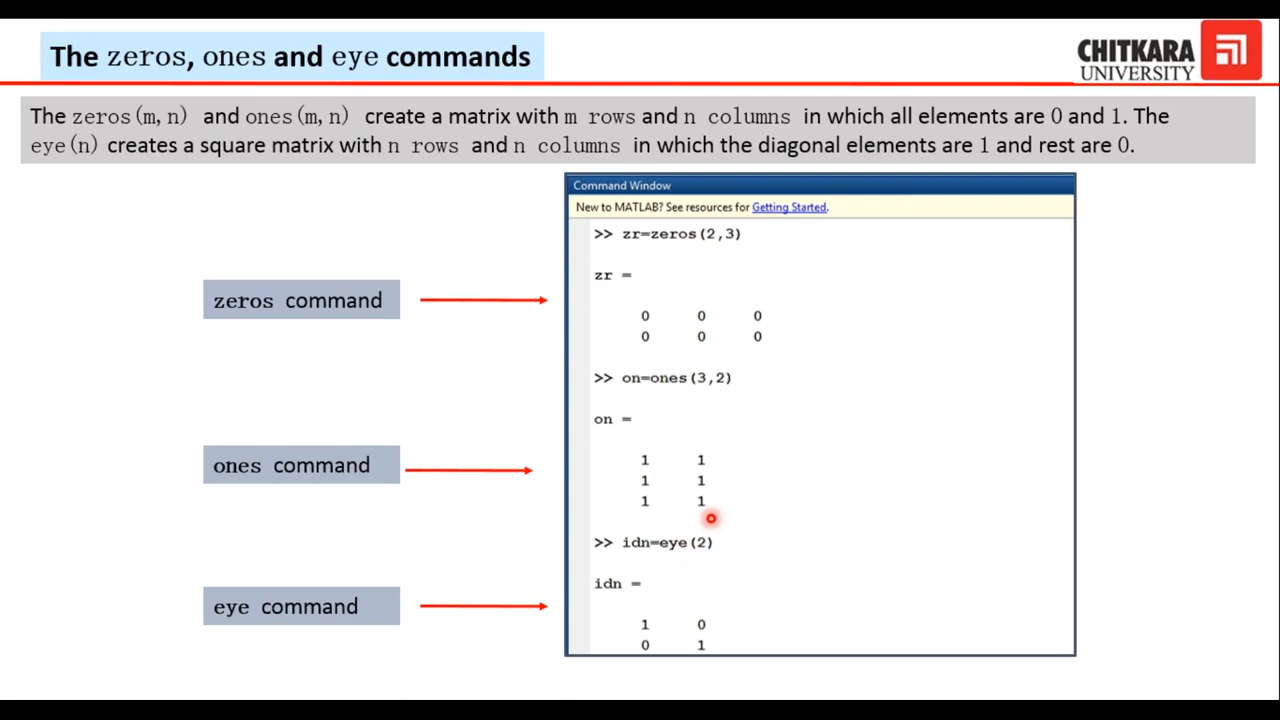 The zeros, ones and eye commands
CHITKARA
UNIVERSITY
The zeros(m,n) and ones(m,n) create a matrix with m rows and n columns in which all elements are 0 and 1. The
eye(n) creates a square matrix with n rows and n columns in which the diagonal elements are 1 and rest are 0.
Command Window
New to MATLAB? See resources for Getting Started.
>> zr=zeros(2,3)
zr =
zeros command
0 0 0
0 0 0
>> on=ones(3,2)
on =
ones command
1 1
1 1
1 1
>> idn=eye(2)
idn =
eye command
1 0
0 1